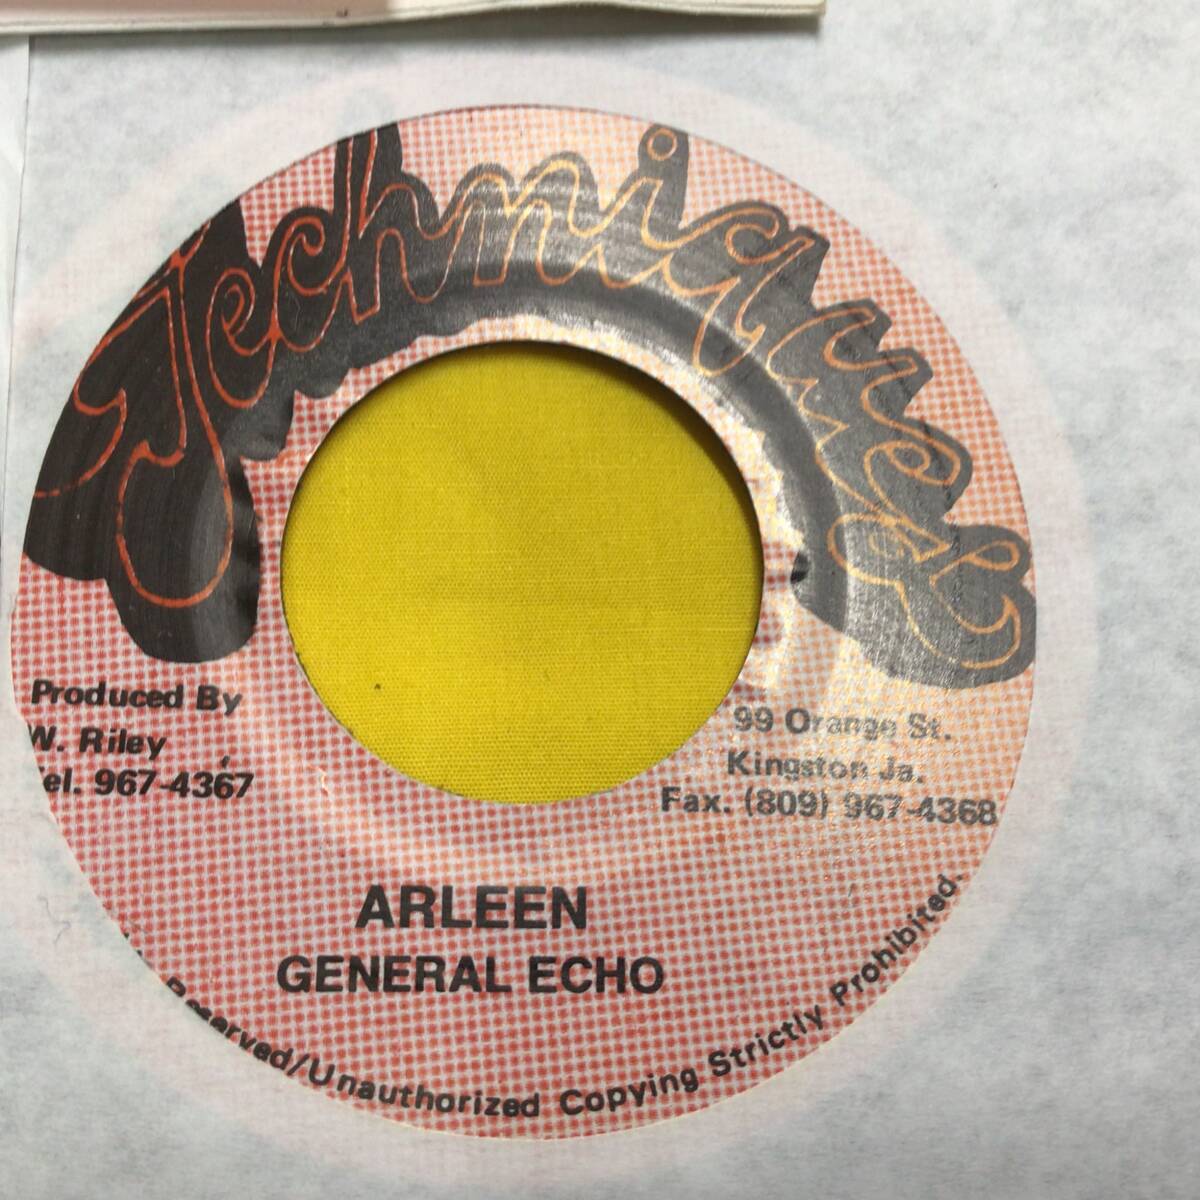 Techniques
Produced By
W. Riley
Tel. 967-4367
99 Orange St.
Kingston Ja.
Fax. (809) 967-4368
ARLEEN
GENERAL ECHO
Reserved/Unauthorized Copying Strictly Prohibited.